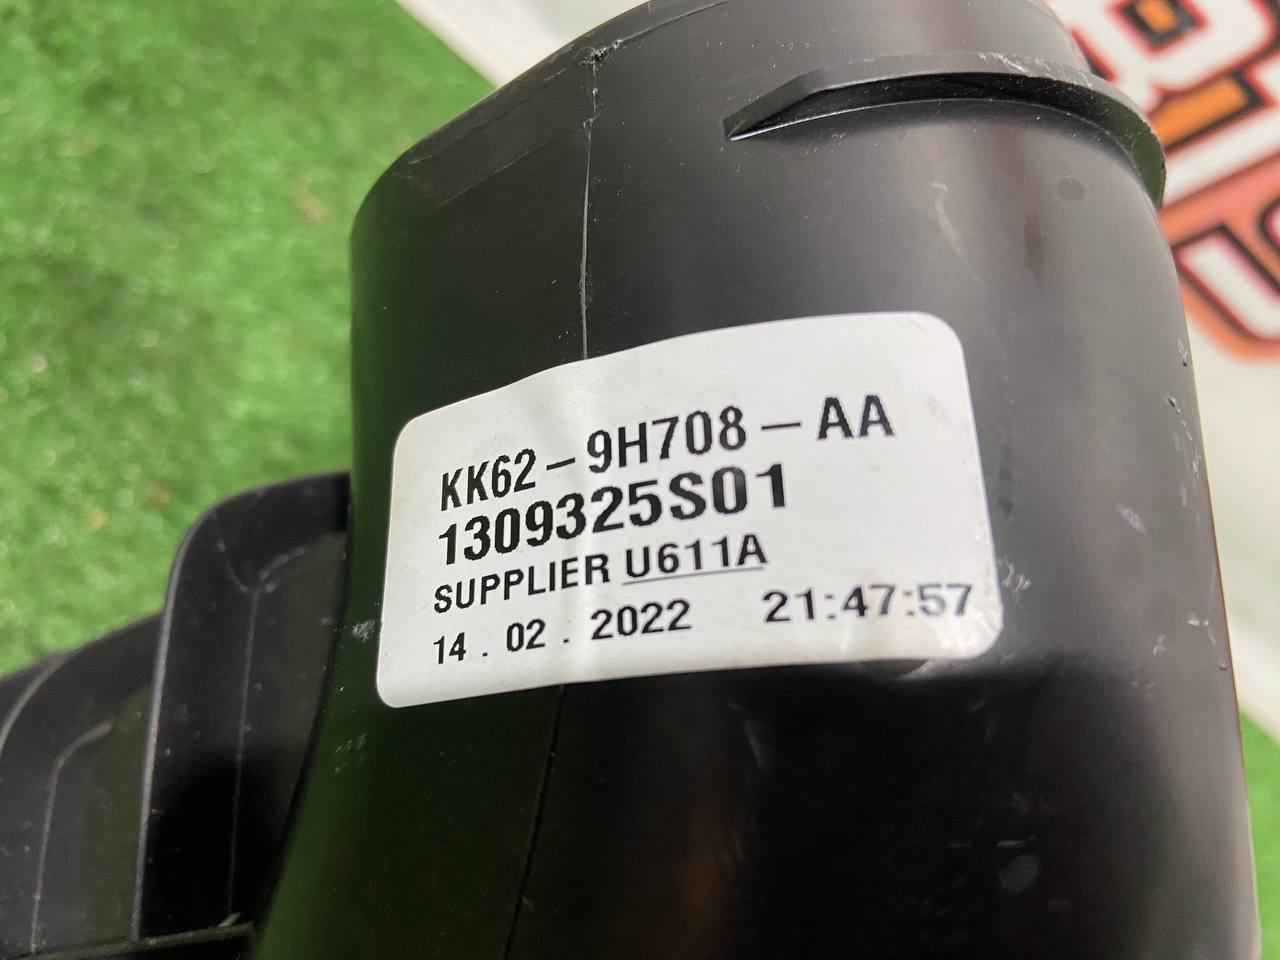 KK62-9H708-AA
1309325S01
SUPPLIER U611A
14 . 02 . 2022 21:47:57